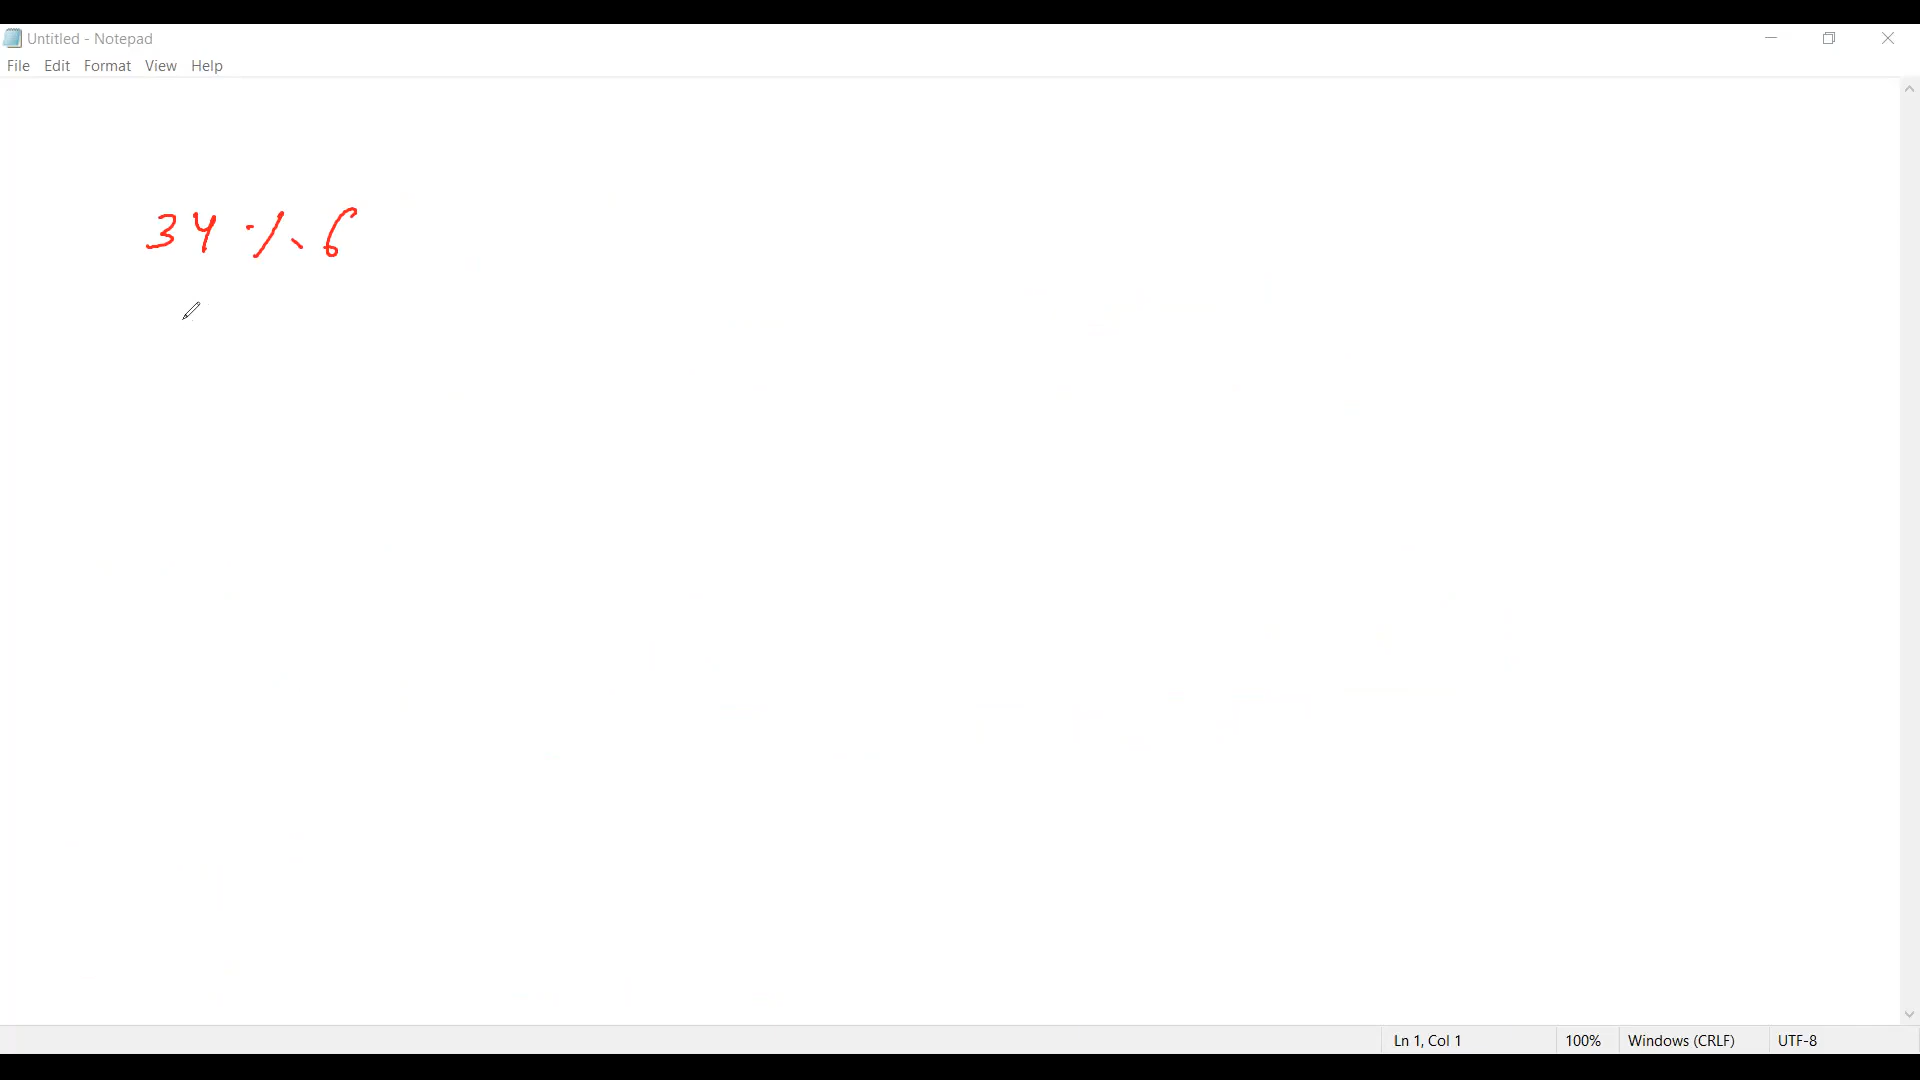 Untitled - Notepad
File Edit Format View Help
34 % 6
Ln 1, Col 1 100% Windows (CRLF) UTF-8